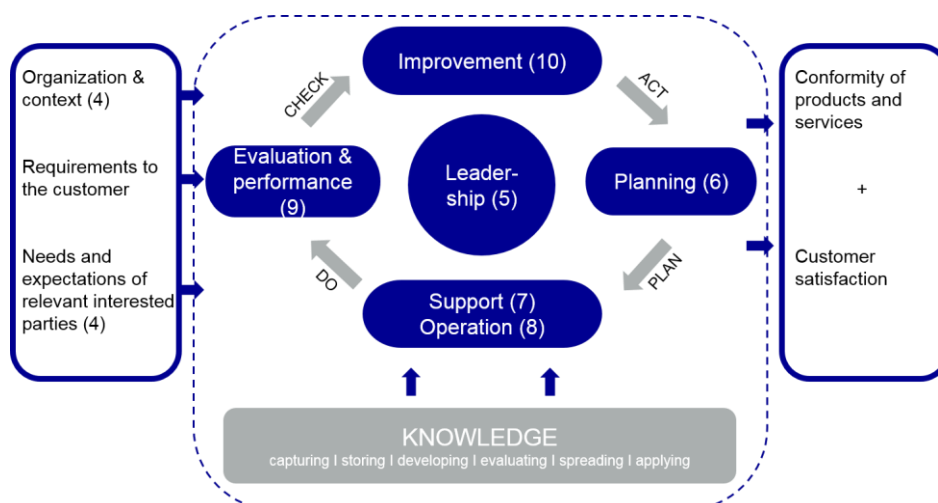 Organization &
context (4)
Requirements to
the customer
Needs and
expectations of
relevant interested
parties (4)
Improvement (10)
CHECK
ACT
Evaluation &
performance
(9)
Leader-
ship (5)
Planning (6)
DO
PLAN
Support (7)
Operation (8)
KNOWLEDGE
capturing I storing I developing I evaluating I spreading I applying
Conformity of
products and
services
+
Customer
satisfaction